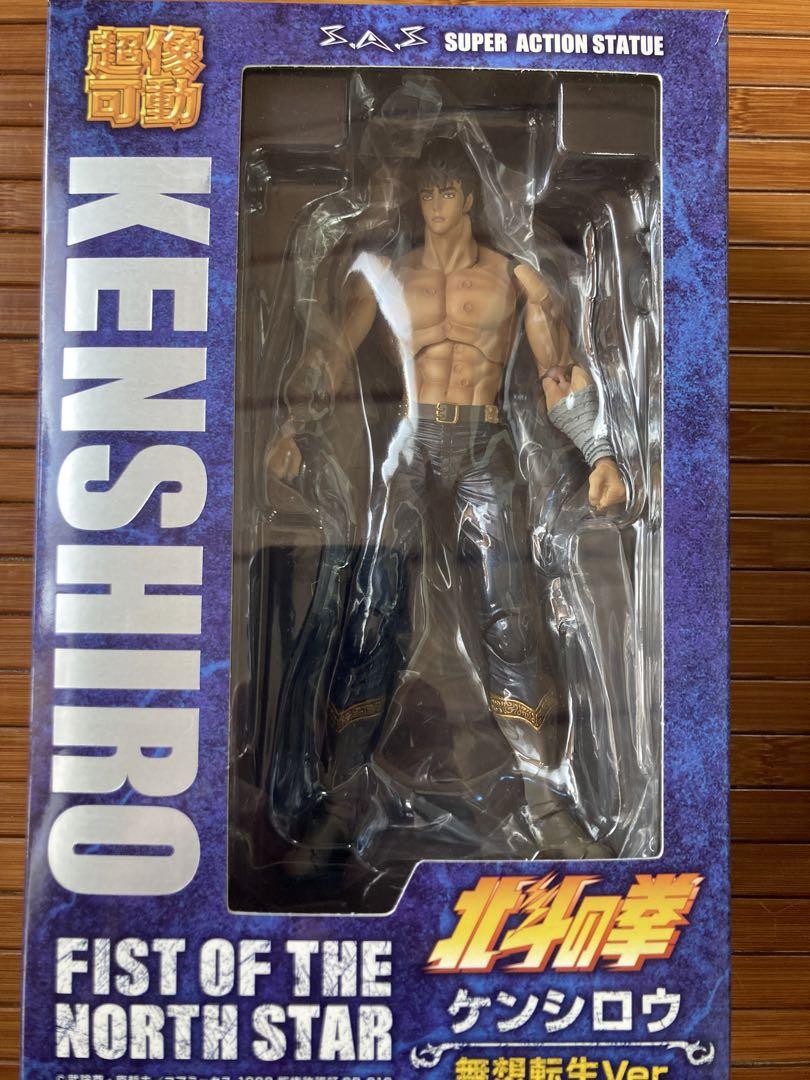 超像
可動
S.A.S SUPER ACTION STATUE
KENSHIRO
FIST OF THE
NORTH STAR
北斗の拳
ケンシロウ
無想転生Ver